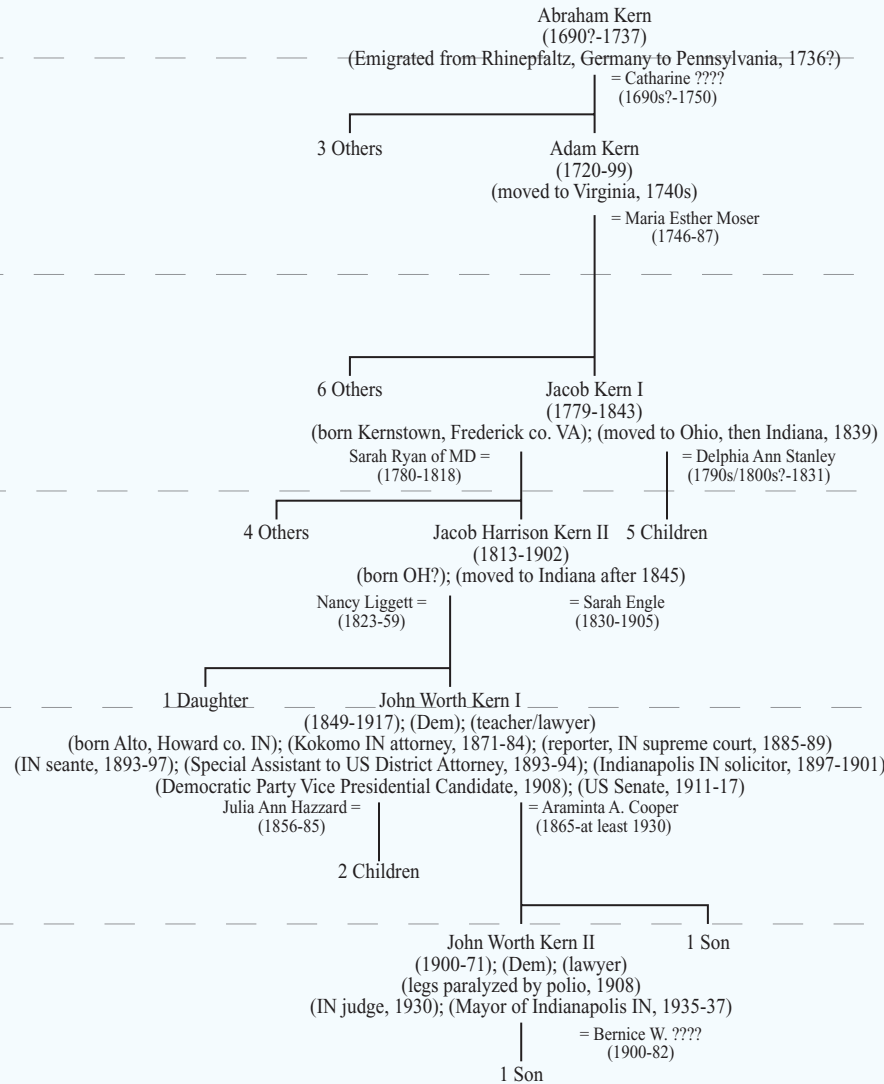 Abraham Kern
(1690?-1737)
(Emigrated from Rhinepfaltz, Germany to Pennsylvania, 1736?)
= Catharine ????
(1690s?-1750)
3 Others
Adam Kern
(1720-99)
(moved to Virginia, 1740s)
= Maria Esther Moser
(1746-87)
6 Others
Jacob Kern I
(1779-1843)
(born Kernstown, Frederick co. VA); (moved to Ohio, then Indiana, 1839)
Sarah Ryan of MD =
(1780-1818)
= Delphia Ann Stanley
(1790s/1800s?-1831)
4 Others
Jacob Harrison Kern II
5 Children
(1813-1902)
(born OH?); (moved to Indiana after 1845)
Nancy Liggett =
(1823-59)
= Sarah Engle
(1830-1905)
1 Daughter
John Worth Kern I
(1849-1917); (Dem); (teacher/lawyer)
(born Alto, Howard co. IN); (Kokomo IN attorney, 1871-84); (reporter, IN supreme court, 1885-89)
(IN seante, 1893-97); (Special Assistant to US District Attorney, 1893-94); (Indianapolis IN solicitor, 1897-1901)
(Democratic Party Vice Presidential Candidate, 1908); (US Senate, 1911-17)
Julia Ann Hazzard =
(1856-85)
= Araminta A. Cooper
(1865-at least 1930)
2 Children
John Worth Kern II
1 Son
(1900-71); (Dem); (lawyer)
(legs paralyzed by polio, 1908)
(IN judge, 1930); (Mayor of Indianapolis IN, 1935-37)
= Bernice W. ????
(1900-82)
1 Son